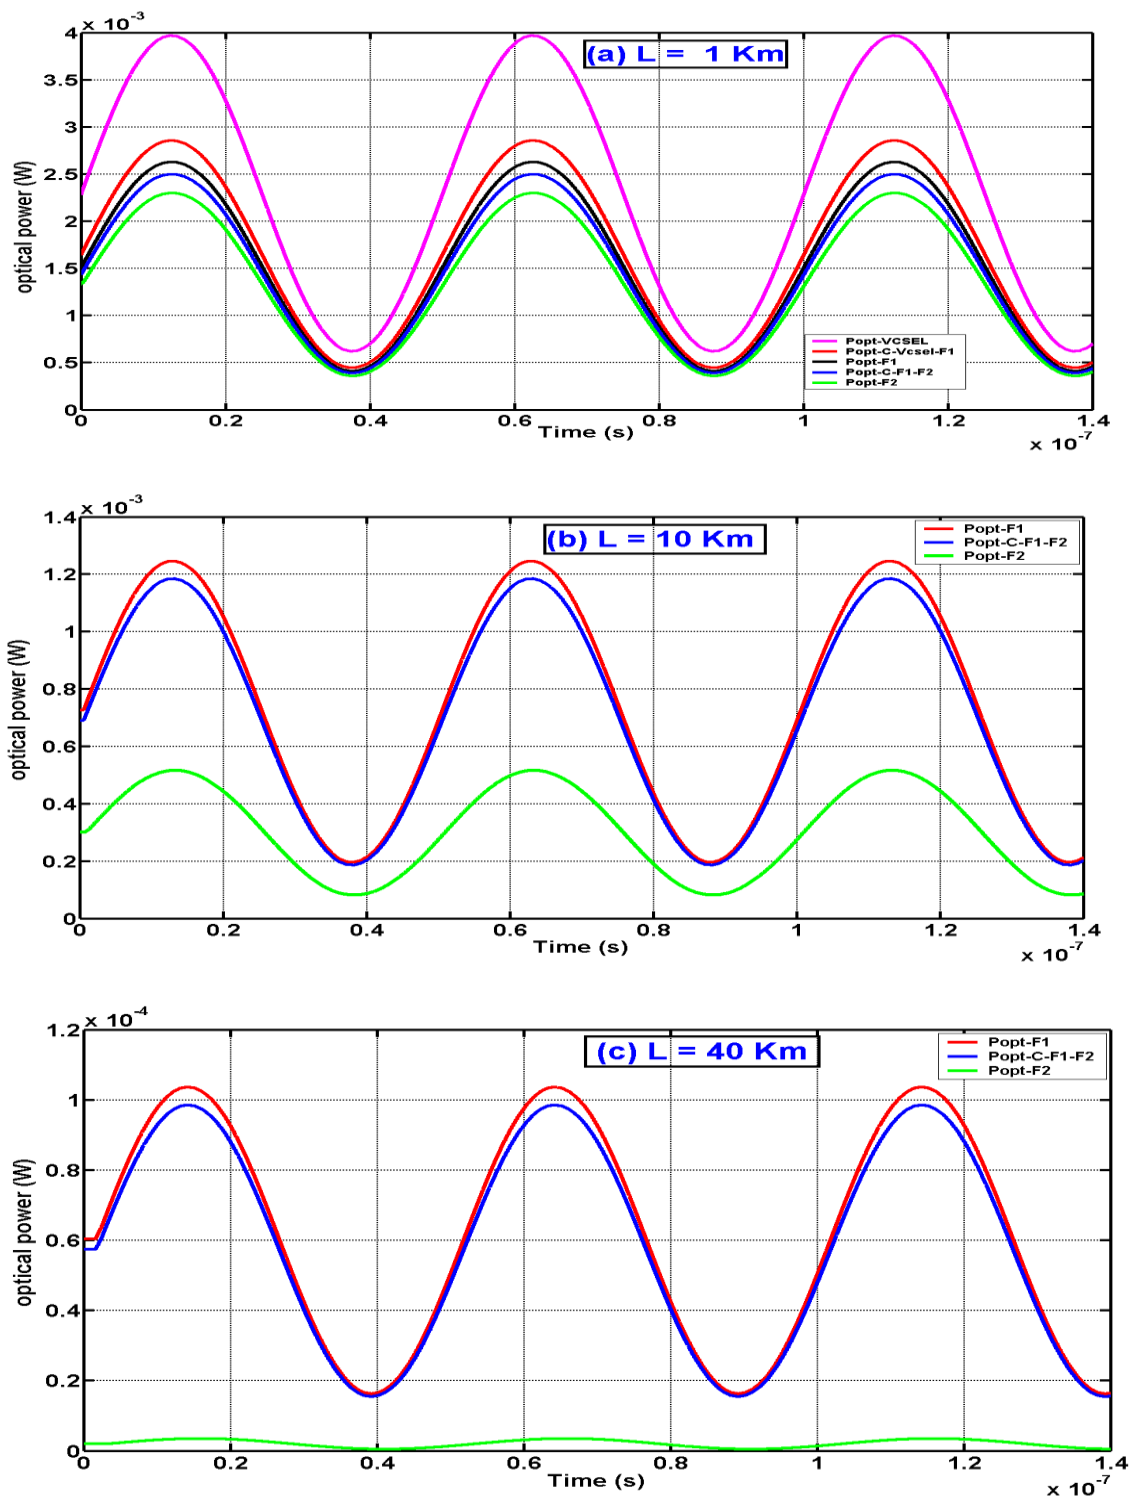 × 10-3
4
(a) L = 1 Km
3.5
3
2.5
2
1.5
1
0.5
0
optical power (W)
Popt-VCSEL
Popt-C-Vcsel-F1
Popt-F1
Popt-C-F1-F2
Popt-F2
0 0.2 0.4 0.6 0.8 1 1.2 1.4
Time (s)
x 10-7
× 10-3
1.4
(b) L = 10 Km
1.2
1
0.8
0.6
0.4
0.2
0
optical power (W)
Popt-F1
Popt-C-F1-F2
Popt-F2
0 0.2 0.4 0.6 0.8 1 1.2 1.4
Time (s)
x 10-7
× 10-4
1.2
(c) L = 40 Km
1
0.8
0.6
0.4
0.2
0
optical power (W)
Popt-F1
Popt-C-F1-F2
Popt-F2
0 0.2 0.4 0.6 0.8 1 1.2 1.4
Time (s)
x 10-7